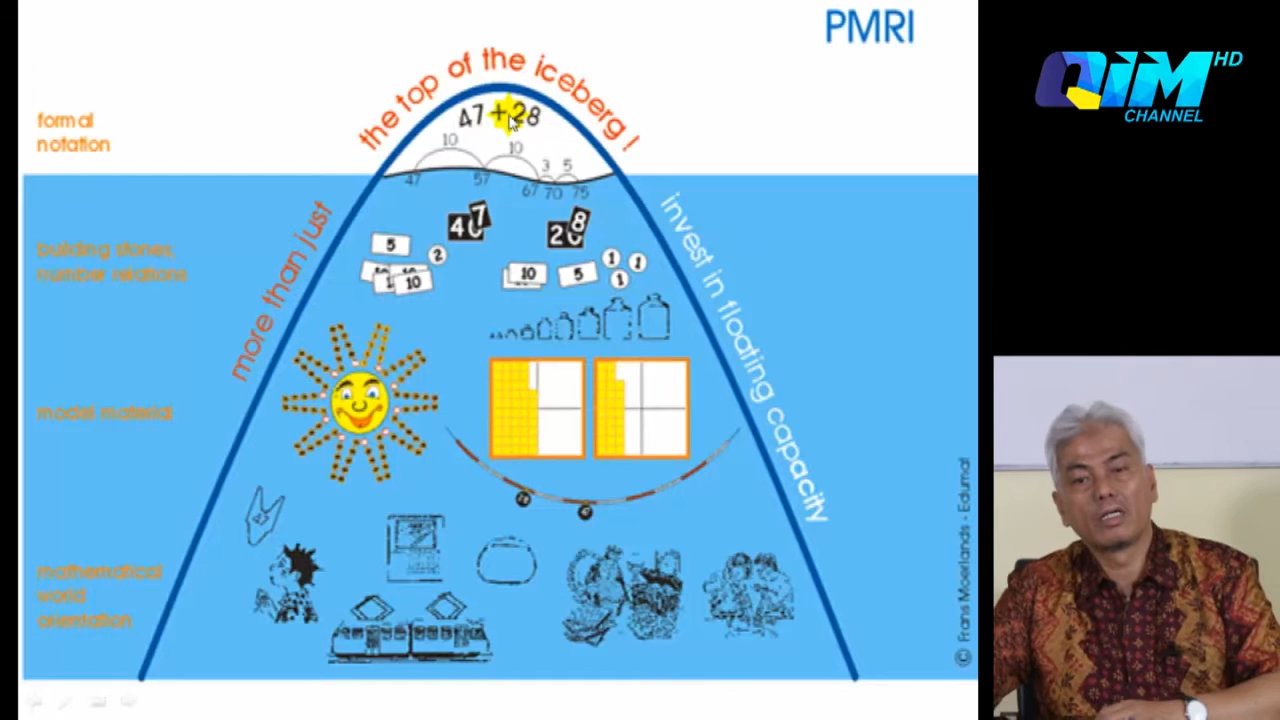 PMRI
QIM HD
CHANNEL
the top of the iceberg !
formal
notation
47 + 28
10
10
3
5
47
57
67
70
75
more than just
invest in floating capacity
building stones:
number relations
40
7
20
8
5
2
10
10
10
5
1
1
1
model material
mathematical
world
orientation
© Frans Moerlands - Edumat